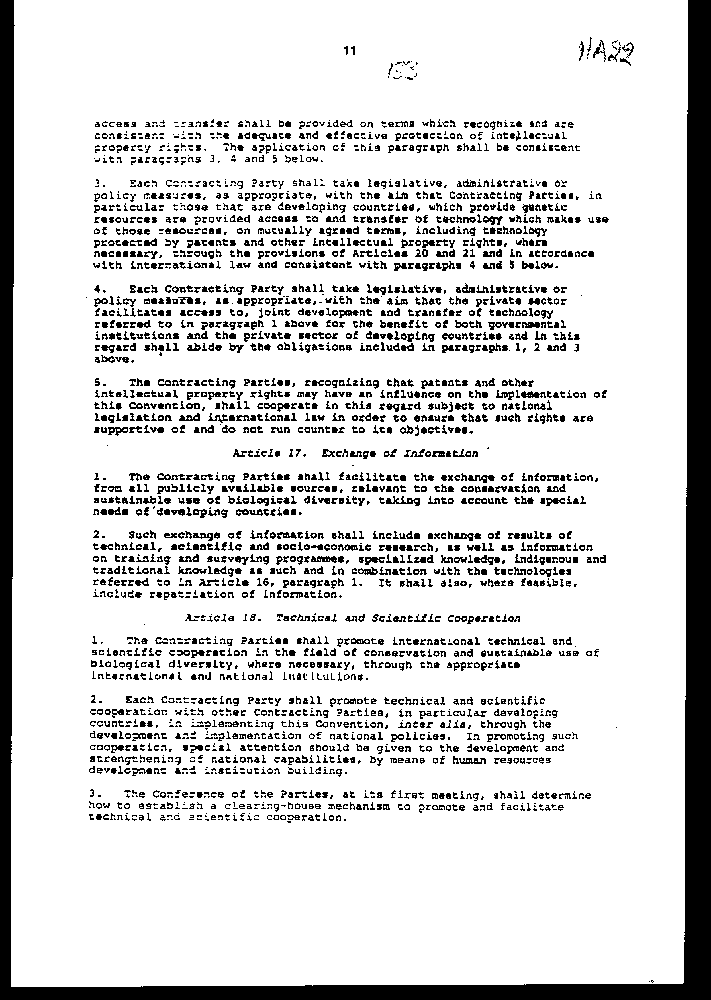 11
HA22
133
access and transfer shall be provided on terms which recognize and are
consistent with the adequate and effective protection of intellectual
property rights. The application of this paragraph shall be consistent
with paragraphs 3, 4 and 5 below.
3. Each Contracting Party shall take legislative, administrative or
policy measures, as appropriate, with the aim that Contracting Parties, in
particular those that are developing countries, which provide genetic
resources are provided access to and transfer of technology which makes use
of those resources, on mutually agreed terms, including technology
protected by patents and other intellectual property rights, where
necessary, through the provisions of Articles 20 and 21 and in accordance
with international law and consistent with paragraphs 4 and 5 below.
4. Each Contracting Party shall take legislative, administrative or
policy measures, as appropriate, with the aim that the private sector
facilitates access to, joint development and transfer of technology
referred to in paragraph 1 above for the benefit of both governmental
institutions and the private sector of developing countries and in this
regard shall abide by the obligations included in paragraphs 1, 2 and 3
above.
5. The Contracting Parties, recognizing that patents and other
intellectual property rights may have an influence on the implementation of
this Convention, shall cooperate in this regard subject to national
legislation and international law in order to ensure that such rights are
supportive of and do not run counter to its objectives.
Article 17. Exchange of Information
1. The Contracting Parties shall facilitate the exchange of information,
from all publicly available sources, relevant to the conservation and
sustainable use of biological diversity, taking into account the special
needs of developing countries.
2. Such exchange of information shall include exchange of results of
technical, scientific and socio-economic research, as well as information
on training and surveying programmes, specialized knowledge, indigenous and
traditional knowledge as such and in combination with the technologies
referred to in Article 16, paragraph 1. It shall also, where feasible,
include repatriation of information.
Article 18. Technical and Scientific Cooperation
1. The Contracting Parties shall promote international technical and
scientific cooperation in the field of conservation and sustainable use of
biological diversity, where necessary, through the appropriate
international and national institutions.
2. Each Contracting Party shall promote technical and scientific
cooperation with other Contracting Parties, in particular developing
countries, in implementing this Convention, inter alia, through the
development and implementation of national policies. In promoting such
cooperation, special attention should be given to the development and
strengthening of national capabilities, by means of human resources
development and institution building.
3. The Conference of the Parties, at its first meeting, shall determine
how to establish a clearing-house mechanism to promote and facilitate
technical and scientific cooperation.